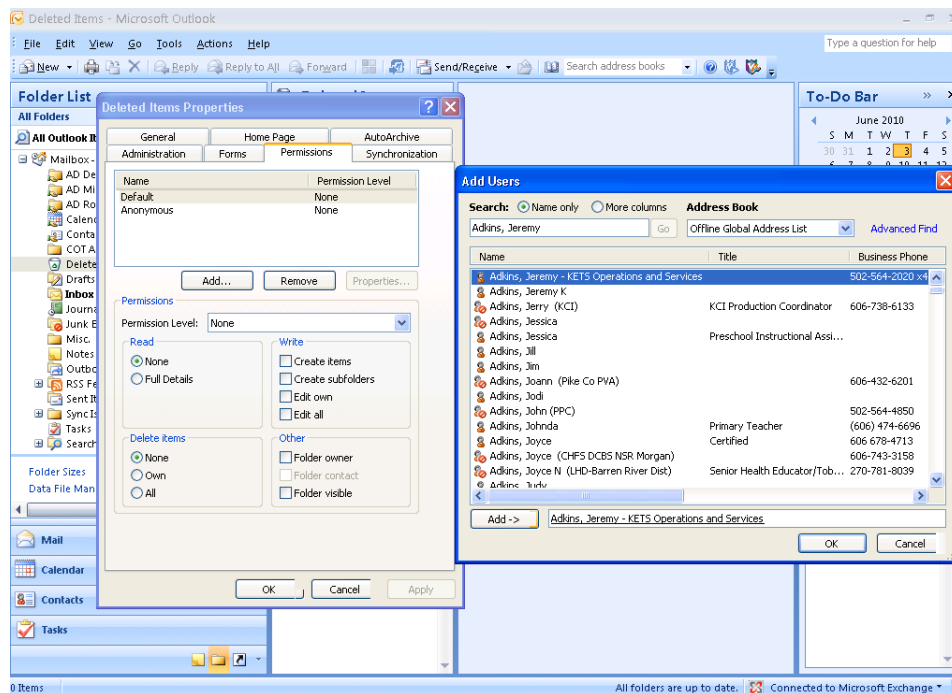 Deleted Items - Microsoft Outlook
File Edit View Go Tools Actions Help
Type a question for help
New Reply Reply to All Forward Send/Receive Search address books
Folder List
All Folders
All Outlook It
Mailbox -
AD De
AD Mi
AD Ro
Calend
Conta
COT A
Delete
Drafts
Inbox
Journa
Junk E
Misc.
Notes
Outbo
RSS Fe
Sent It
Sync Is
Tasks
Search
Folder Sizes
Data File Man
Mail
Calendar
Contacts
Tasks
Deleted Items Properties
General Home Page AutoArchive
Administration Forms Permissions Synchronization
Name Permission Level
Default None
Anonymous None
Add... Remove Properties...
Permissions
Permission Level: None
Read
None
Full Details
Write
Create items
Create subfolders
Edit own
Edit all
Delete items
None
Own
All
Other
Folder owner
Folder contact
Folder visible
OK Cancel Apply
To-Do Bar
June 2010
S M T W T F S
30 31 1 2 3 4 5
6 7 8 9 10 11 12
Add Users
Search: Name only More columns Address Book
Adkins, Jeremy Go Offline Global Address List Advanced Find
Name Title Business Phone
Adkins, Jeremy - KETS Operations and Services 502-564-2020 x4
Adkins, Jeremy K
Adkins, Jerry (KCI) KCI Production Coordinator 606-738-6133
Adkins, Jessica
Adkins, Jessica Preschool Instructional Assi...
Adkins, Jill
Adkins, Jim
Adkins, Joann (Pike Co PVA) 606-432-6201
Adkins, Jodi
Adkins, John (PPC) 502-564-4850
Adkins, Johnda Primary Teacher (606) 474-6696
Adkins, Joyce Certified 606 678-4713
Adkins, Joyce (CHFS DCBS NSR Morgan) 606-743-3158
Adkins, Joyce N (LHD-Barren River Dist) Senior Health Educator/Tob... 270-781-8039
Adkins, Judy
Add -> Adkins, Jeremy - KETS Operations and Services
OK Cancel
0 Items All folders are up to date. Connected to Microsoft Exchange